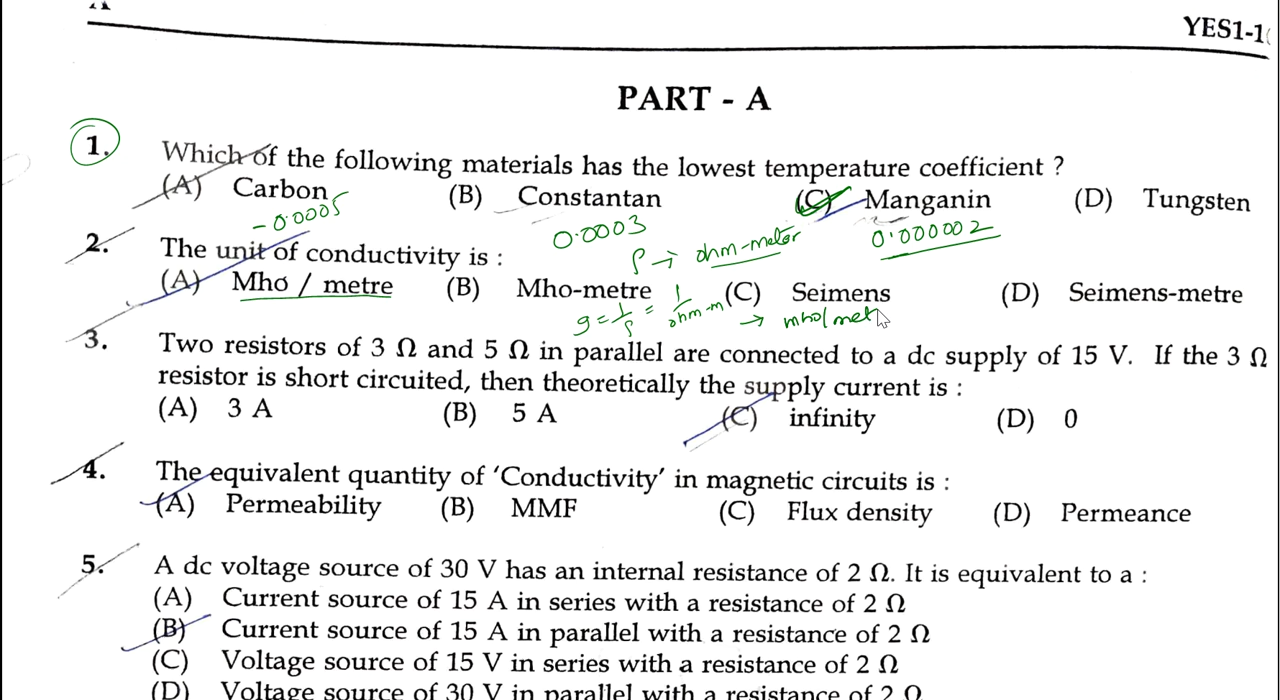 YES1-1
PART - A
1. Which of the following materials has the lowest temperature coefficient ?
(A) Carbon (B) Constantan (C) Manganin (D) Tungsten
-0.0005 0.0003 0.000002
2. The unit of conductivity is : ρ → ohm-meter
(A) Mho / metre (B) Mho-metre (C) Seimens (D) Seimens-metre
g = 1/ρ = 1/ohm-m → mho/met
3. Two resistors of 3 Ω and 5 Ω in parallel are connected to a dc supply of 15 V. If the 3 Ω
resistor is short circuited, then theoretically the supply current is :
(A) 3 A (B) 5 A (C) infinity (D) 0
4. The equivalent quantity of 'Conductivity' in magnetic circuits is :
(A) Permeability (B) MMF (C) Flux density (D) Permeance
5. A dc voltage source of 30 V has an internal resistance of 2 Ω. It is equivalent to a :
(A) Current source of 15 A in series with a resistance of 2 Ω
(B) Current source of 15 A in parallel with a resistance of 2 Ω
(C) Voltage source of 15 V in series with a resistance of 2 Ω
(D) Voltage source of 30 V in parallel with a resistance of 2 Ω